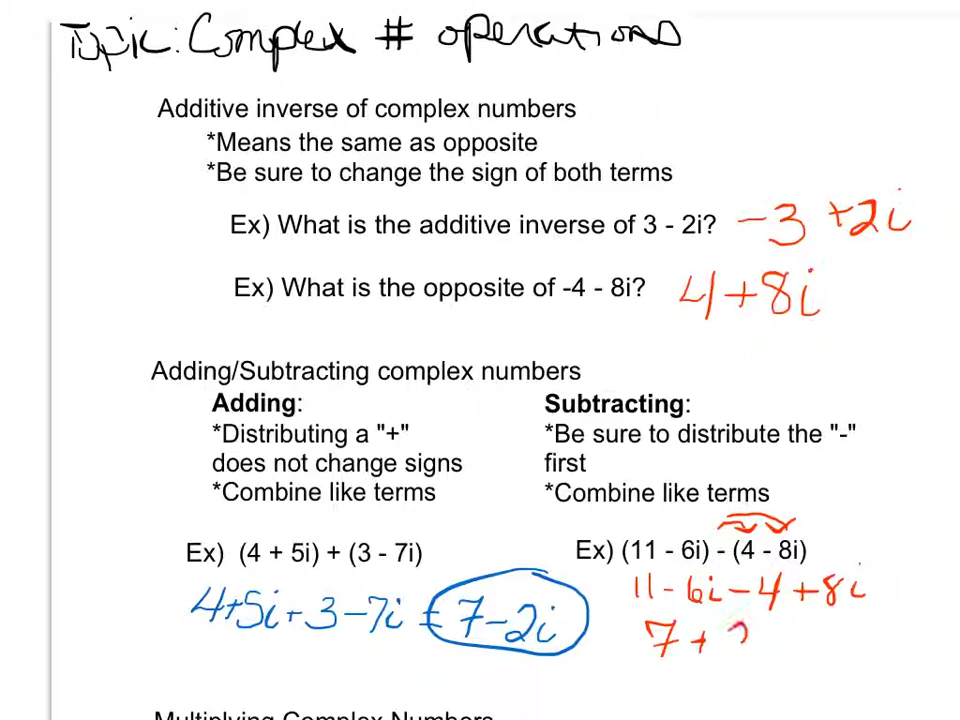 Topic: Complex # operations
Additive inverse of complex numbers
*Means the same as opposite
*Be sure to change the sign of both terms
Ex) What is the additive inverse of 3 - 2i? -3 +2i
Ex) What is the opposite of -4 - 8i? 4+8i
Adding/Subtracting complex numbers
Adding:
*Distributing a "+"
does not change signs
*Combine like terms
Ex) (4 + 5i) + (3 - 7i)
4+5i+3-7i = 7-2i
Subtracting:
*Be sure to distribute the "-"
first
*Combine like terms
Ex) (11 - 6i) - (4 - 8i)
11-6i-4+8i
7+
Multiplying Complex Numbers